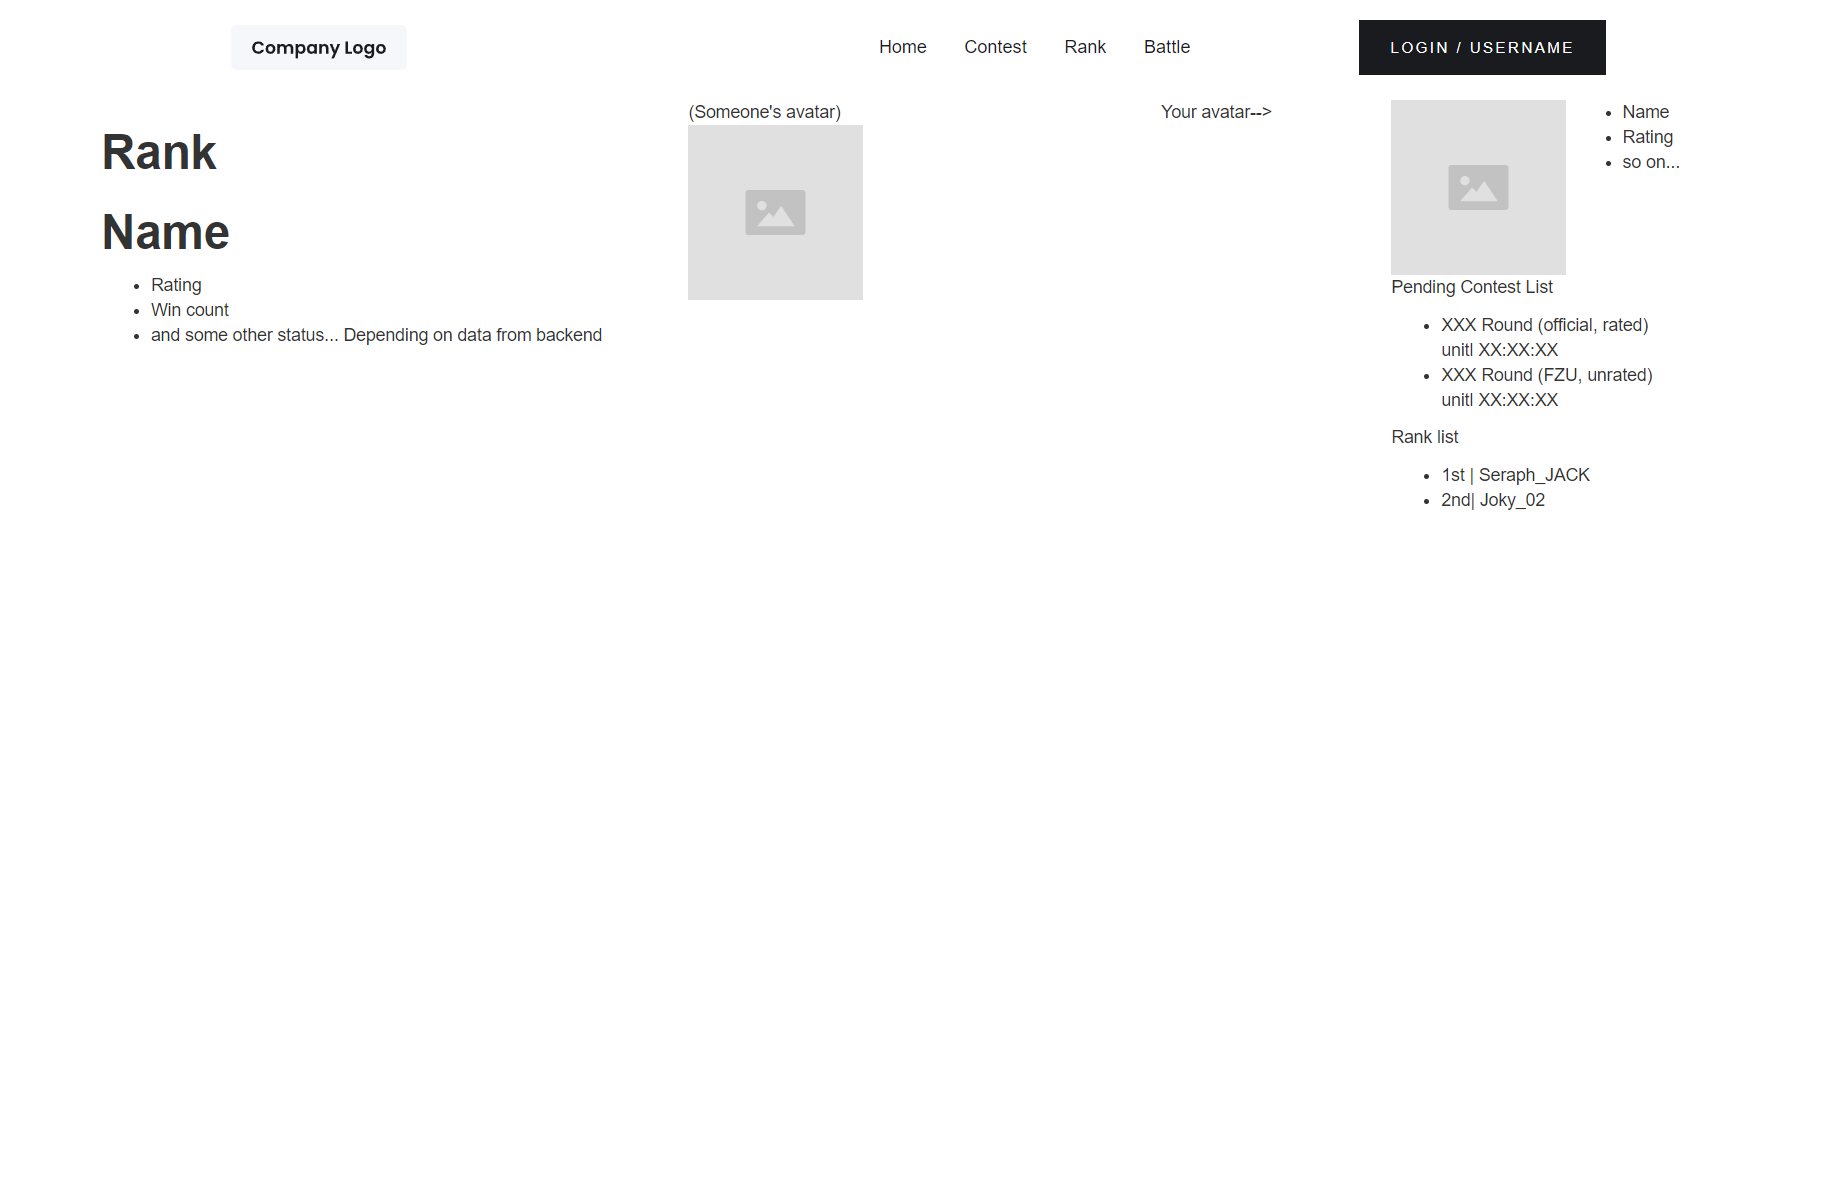 Company Logo
Home
Contest
Rank
Battle
LOGIN / USERNAME
Rank
Name
Rating
Win count
and some other status... Depending on data from backend
(Someone's avatar)
Your avatar-->
Name
Rating
so on...
Pending Contest List
XXX Round (official, rated)
unitl XX:XX:XX
XXX Round (FZU, unrated)
unitl XX:XX:XX
Rank list
1st | Seraph_JACK
2nd| Joky_02